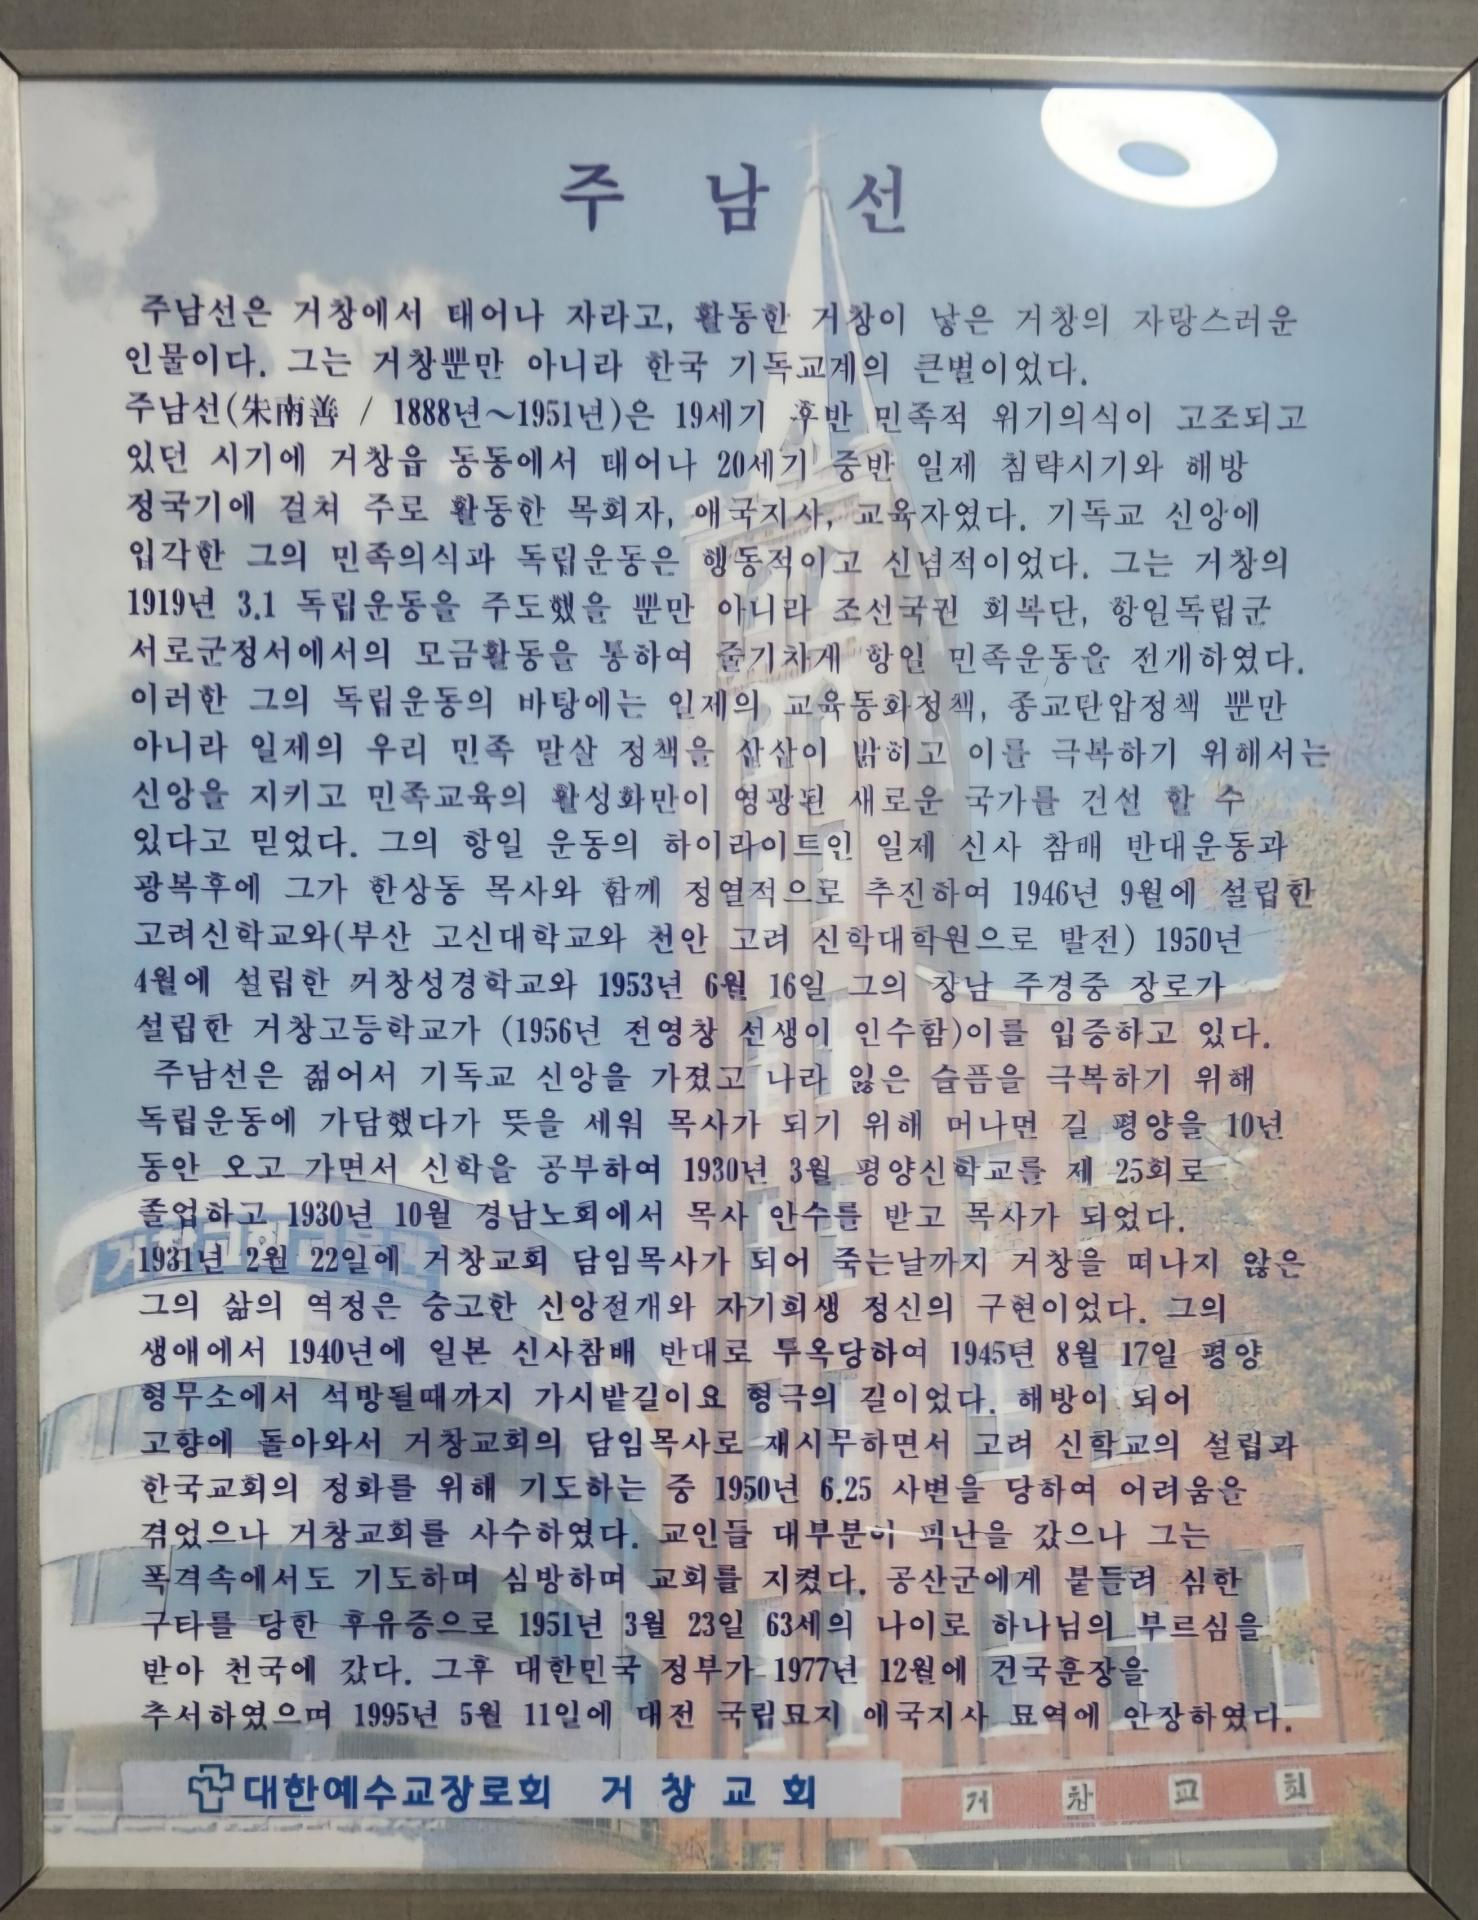 주 남 선
주남선은 거창에서 태어나 자라고, 활동한 거창이 낳은 거창의 자랑스러운
인물이다. 그는 거창뿐만 아니라 한국 기독교계의 큰별이었다.
주남선(朱南善 / 1888년~1951년)은 19세기 후반 민족적 위기의식이 고조되고
있던 시기에 거창읍 동동에서 태어나 20세기 중반 일제 침략시기와 해방
정국기에 걸쳐 주로 활동한 목회자, 애국지사, 교육자였다. 기독교 신앙에
입각한 그의 민족의식과 독립운동은 행동적이고 신념적이었다. 그는 거창의
1919년 3.1 독립운동을 주도했을 뿐만 아니라 조선국권 회복단, 항일독립군
서로군정서에서의 모금활동을 통하여 줄기차게 항일 민족운동을 전개하였다.
이러한 그의 독립운동의 바탕에는 일제의 교육동화정책, 종교탄압정책 뿐만
아니라 일제의 우리 민족 말살 정책을 샅샅이 밝히고 이를 극복하기 위해서는
신앙을 지키고 민족교육의 활성화만이 영광된 새로운 국가를 건설 할 수
있다고 믿었다. 그의 항일 운동의 하이라이트인 일제 신사 참배 반대운동과
광복후에 그가 한상동 목사와 함께 정열적으로 추진하여 1946년 9월에 설립한
고려신학교와(부산 고신대학교와 천안 고려 신학대학원으로 발전) 1950년
4월에 설립한 거창성경학교와 1953년 6월 16일 그의 장남 주경중 장로가
설립한 거창고등학교가 (1956년 전영창 선생이 인수함)이를 입증하고 있다.
주남선은 젊어서 기독교 신앙을 가졌고 나라 잃은 슬픔을 극복하기 위해
독립운동에 가담했다가 뜻을 세워 목사가 되기 위해 머나먼 길 평양을 10년
동안 오고 가면서 신학을 공부하여 1930년 3월 평양신학교를 제 25회로
졸업하고 1930년 10월 경남노회에서 목사 안수를 받고 목사가 되었다.
1931년 2월 22일에 거창교회 담임목사가 되어 죽는날까지 거창을 떠나지 않은
그의 삶의 역정은 숭고한 신앙절개와 자기희생 정신의 구현이었다. 그의
생애에서 1940년에 일본 신사참배 반대로 투옥당하여 1945년 8월 17일 평양
형무소에서 석방될때까지 가시밭길이요 형극의 길이었다. 해방이 되어
고향에 돌아와서 거창교회의 담임목사로 재시무하면서 고려 신학교의 설립과
한국교회의 정화를 위해 기도하는 중 1950년 6.25 사변을 당하여 어려움을
겪었으나 거창교회를 사수하였다. 교인들 대부분이 피난을 갔으나 그는
폭격속에서도 기도하며 심방하며 교회를 지켰다. 공산군에게 붙들려 심한
구타를 당한 후유증으로 1951년 3월 23일 63세의 나이로 하나님의 부르심을
받아 천국에 갔다. 그후 대한민국 정부가 1977년 12월에 건국훈장을
추서하였으며 1995년 5월 11일에 대전 국립묘지 애국지사 묘역에 안장하였다.
대한예수교장로회 거 창 교 회
거 창 교 회